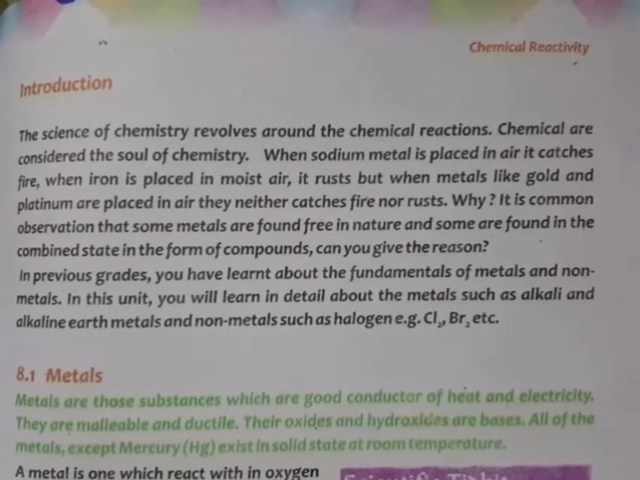 Chemical Reactivity
Introduction
The science of chemistry revolves around the chemical reactions. Chemical are
considered the soul of chemistry. When sodium metal is placed in air it catches
fire, when iron is placed in moist air, it rusts but when metals like gold and
platinum are placed in air they neither catches fire nor rusts. Why ? It is common
observation that some metals are found free in nature and some are found in the
combined state in the form of compounds, can you give the reason?
In previous grades, you have learnt about the fundamentals of metals and non-
metals. In this unit, you will learn in detail about the metals such as alkali and
alkaline earth metals and non-metals such as halogen e.g. Cl₂, Br₂ etc.
8.1 Metals
Metals are those substances which are good conductor of heat and electricity.
They are malleable and ductile. Their oxides and hydroxides are bases. All of the
metals, except Mercury (Hg) exist in solid state at room temperature.
A metal is one which react with in oxygen